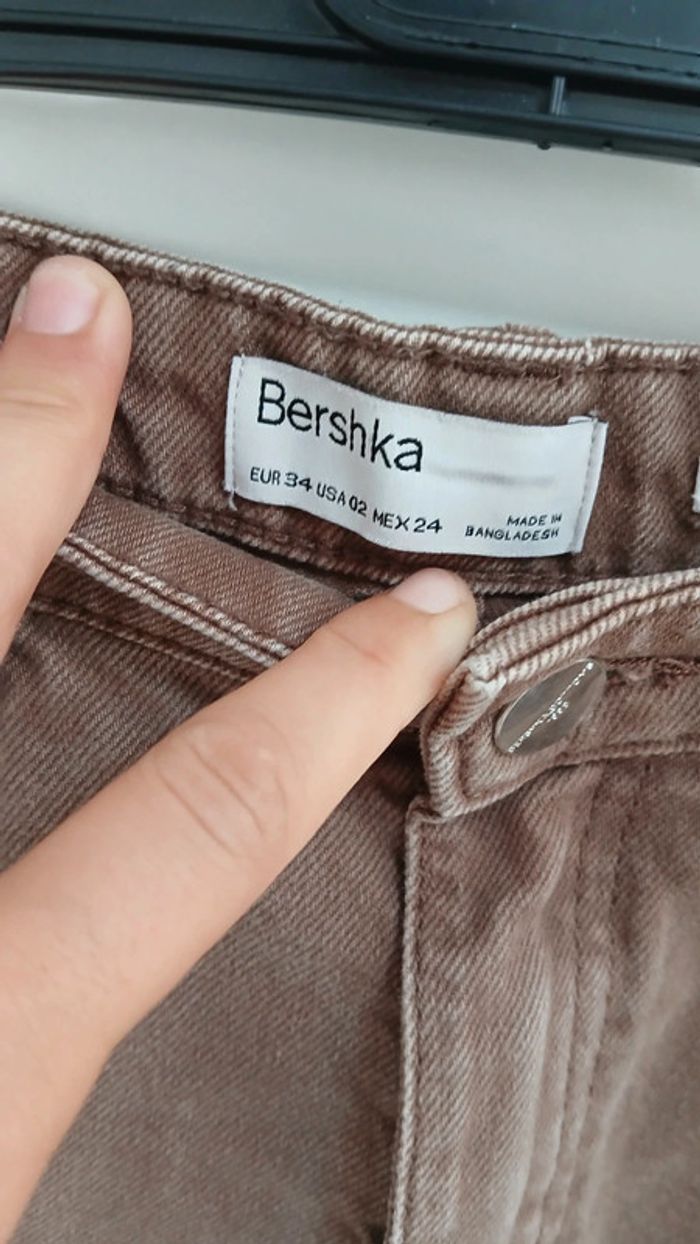 Bershka
EUR 34 USA 02 MEX 24
MADE IN
BANGLADESH